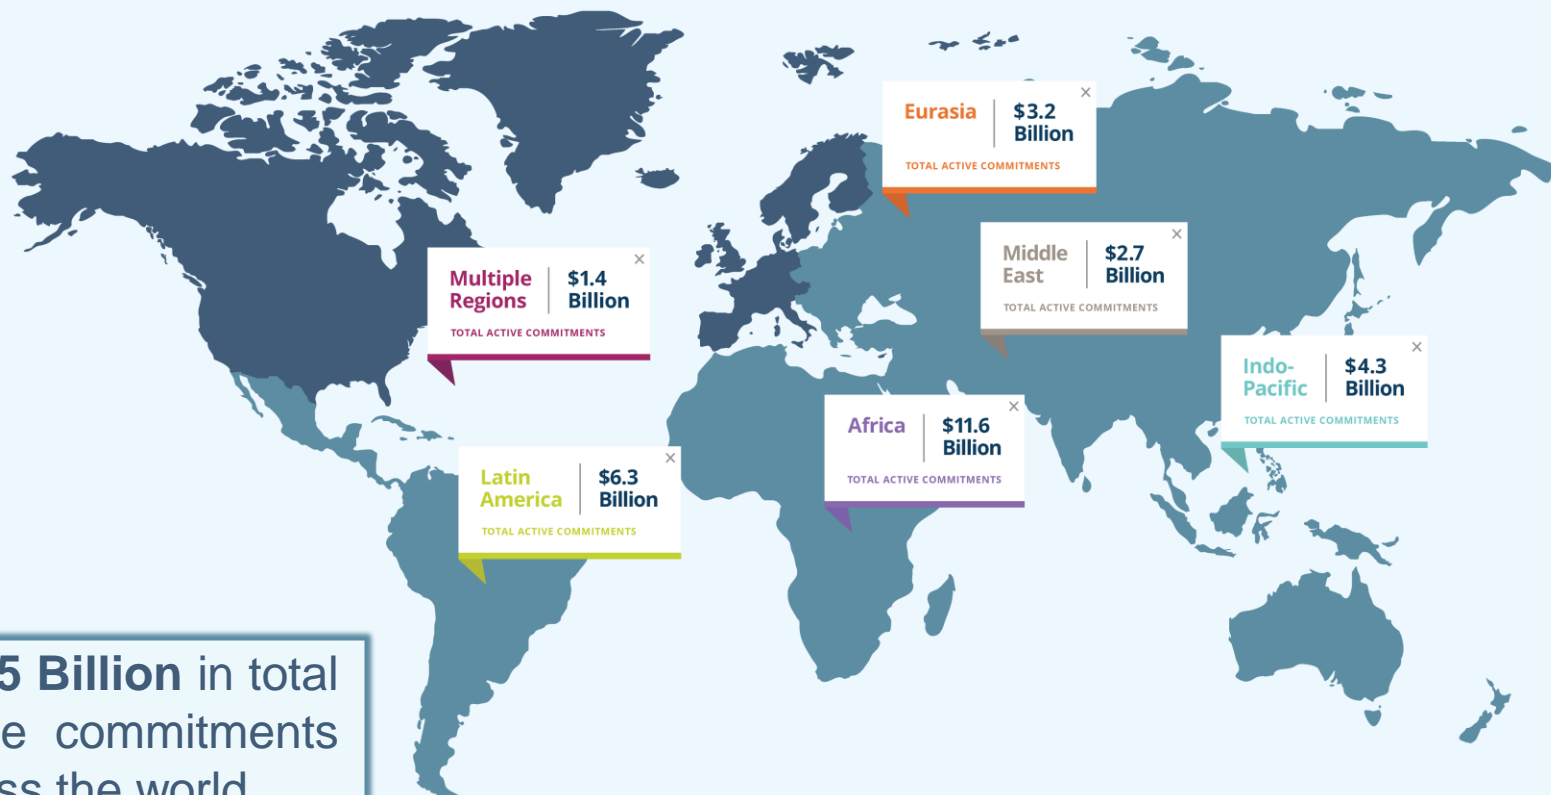 Eurasia
$3.2
Billion
TOTAL ACTIVE COMMITMENTS
Middle
East
$2.7
Billion
TOTAL ACTIVE COMMITMENTS
Multiple
Regions
$1.4
Billion
TOTAL ACTIVE COMMITMENTS
Indo-
Pacific
$4.3
Billion
TOTAL ACTIVE COMMITMENTS
Africa
$11.6
Billion
TOTAL ACTIVE COMMITMENTS
Latin
America
$6.3
Billion
TOTAL ACTIVE COMMITMENTS
5 Billion in total
commitments
the world